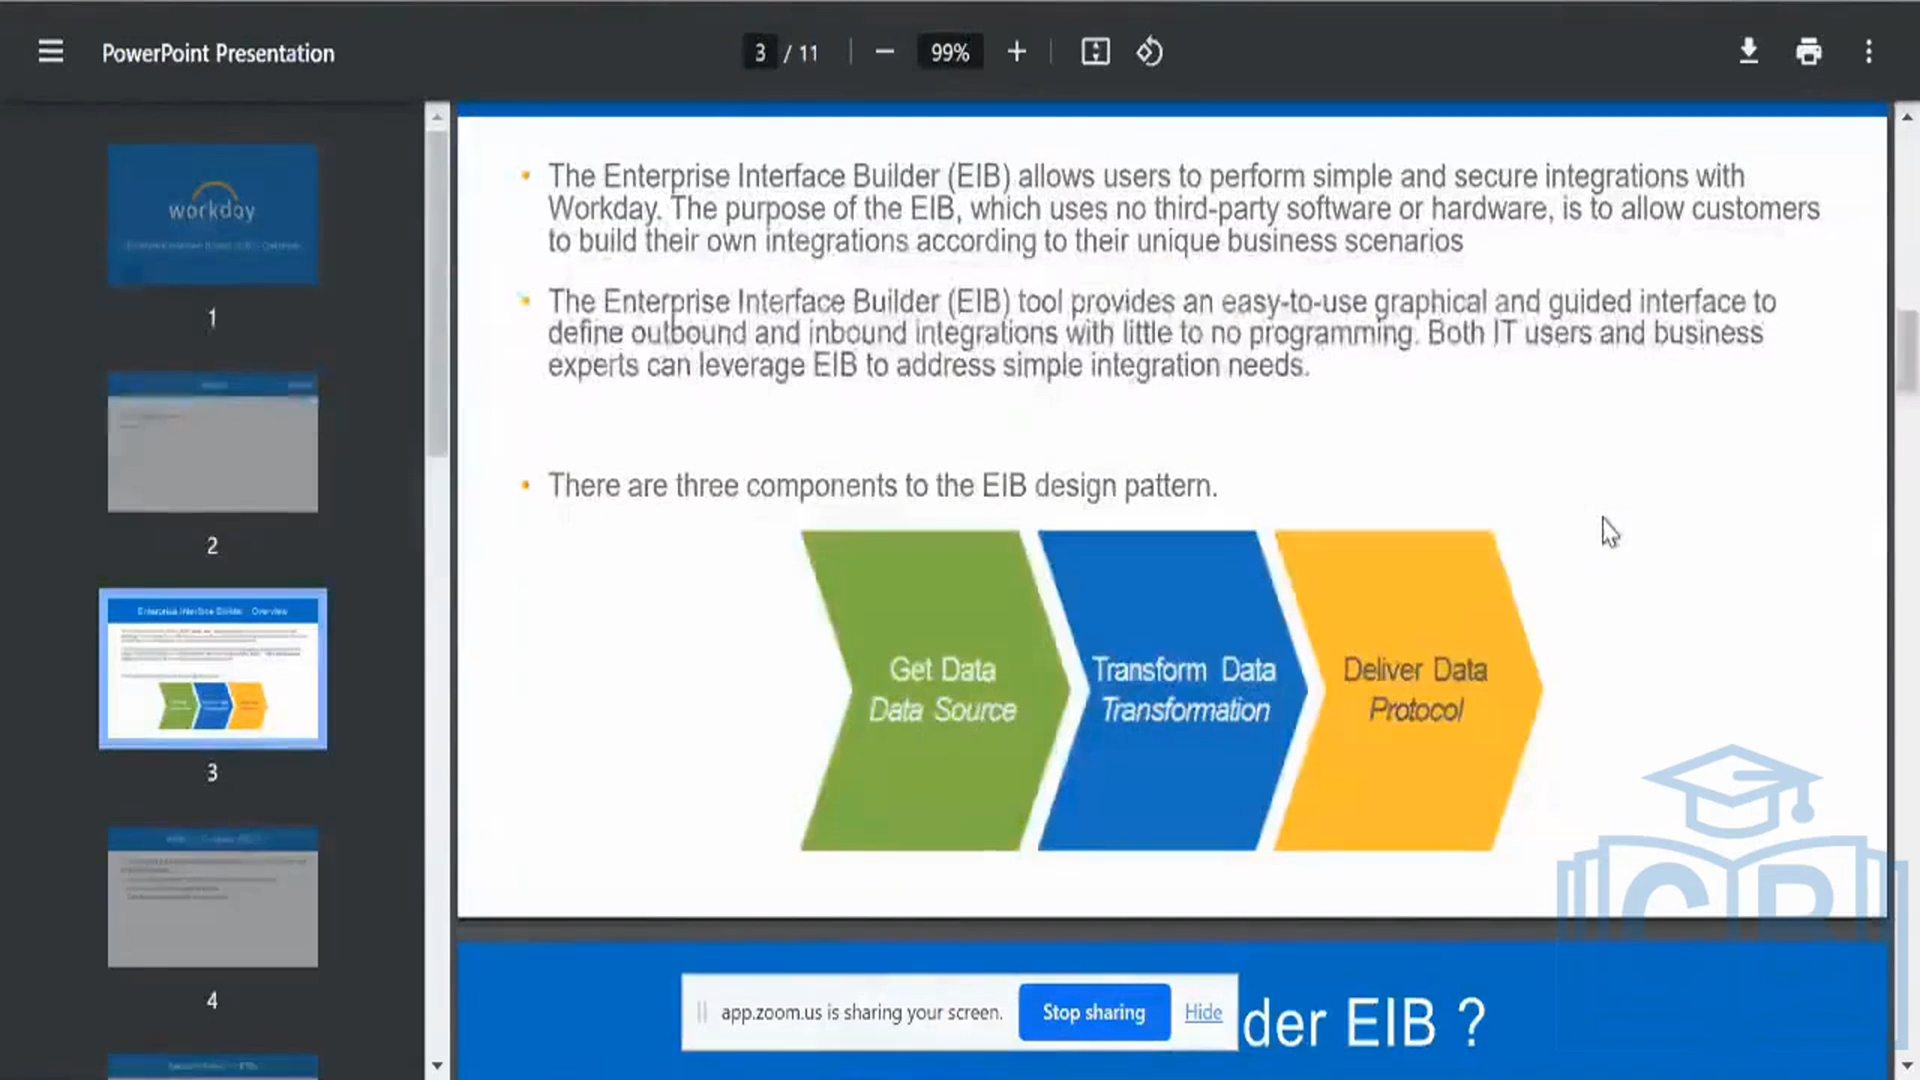 PowerPoint Presentation
3 / 11
99%
workday
1
2
Enterprise Interface Builder Overview
3
4
• The Enterprise Interface Builder (EIB) allows users to perform simple and secure integrations with
Workday. The purpose of the EIB, which uses no third-party software or hardware, is to allow customers
to build their own integrations according to their unique business scenarios
• The Enterprise Interface Builder (EIB) tool provides an easy-to-use graphical and guided interface to
define outbound and inbound integrations with little to no programming. Both IT users and business
experts can leverage EIB to address simple integration needs.
• There are three components to the EIB design pattern.
Get Data
Data Source
Transform Data
Transformation
Deliver Data
Protocol
app.zoom.us is sharing your screen.
Stop sharing
Hide
der EIB ?